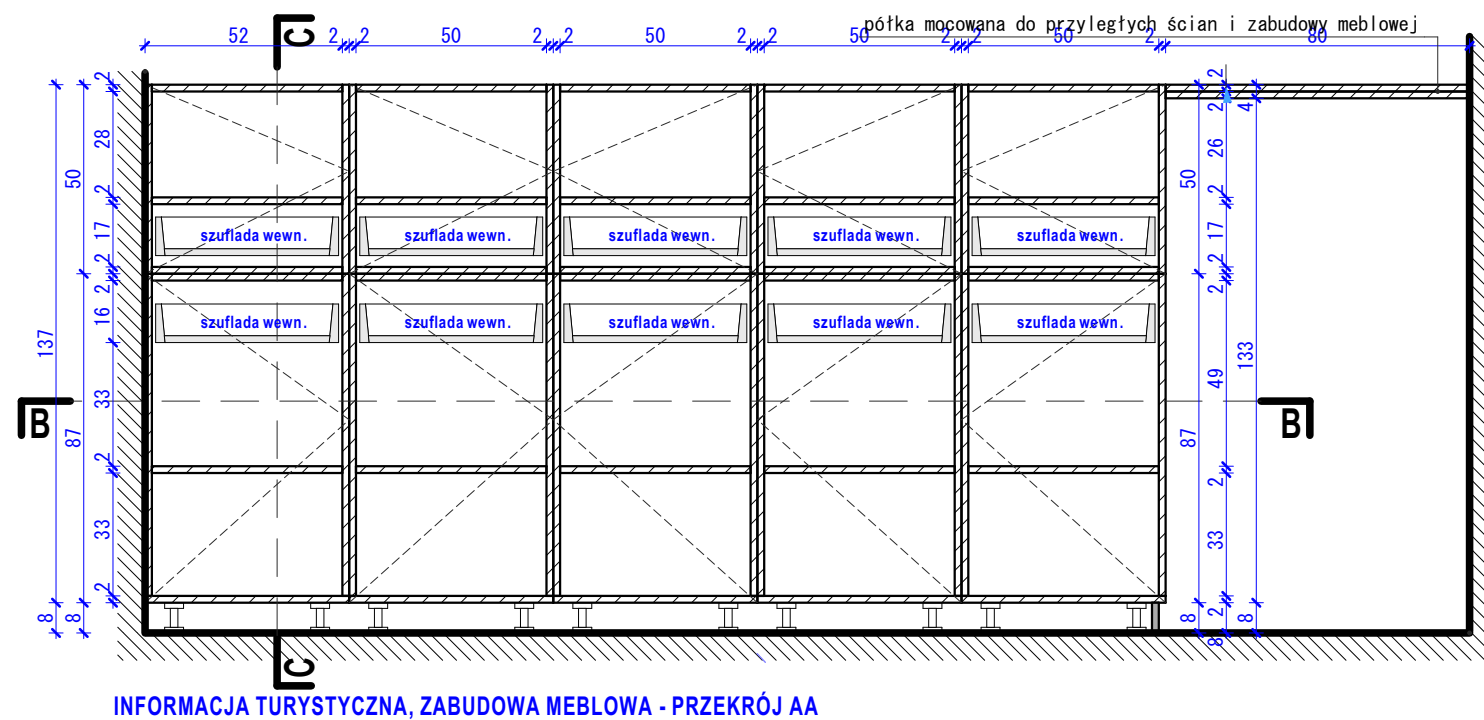 półka mocowana do przyległych ścian i zabudowy meblowej
52 2 2 50 2 2 50 2 2 50 2 2 50 2 80
C
2 28 2 17 2 2 16 33 2 33 2
50 87 8
137 8
szuflada wewn. szuflada wewn. szuflada wewn. szuflada wewn. szuflada wewn.
szuflada wewn. szuflada wewn. szuflada wewn. szuflada wewn. szuflada wewn.
50 87 8
2 2 26 2 17 2 2 49 2 33 2 8
4 133 8
B B
C
INFORMACJA TURYSTYCZNA, ZABUDOWA MEBLOWA - PRZEKRÓJ AA